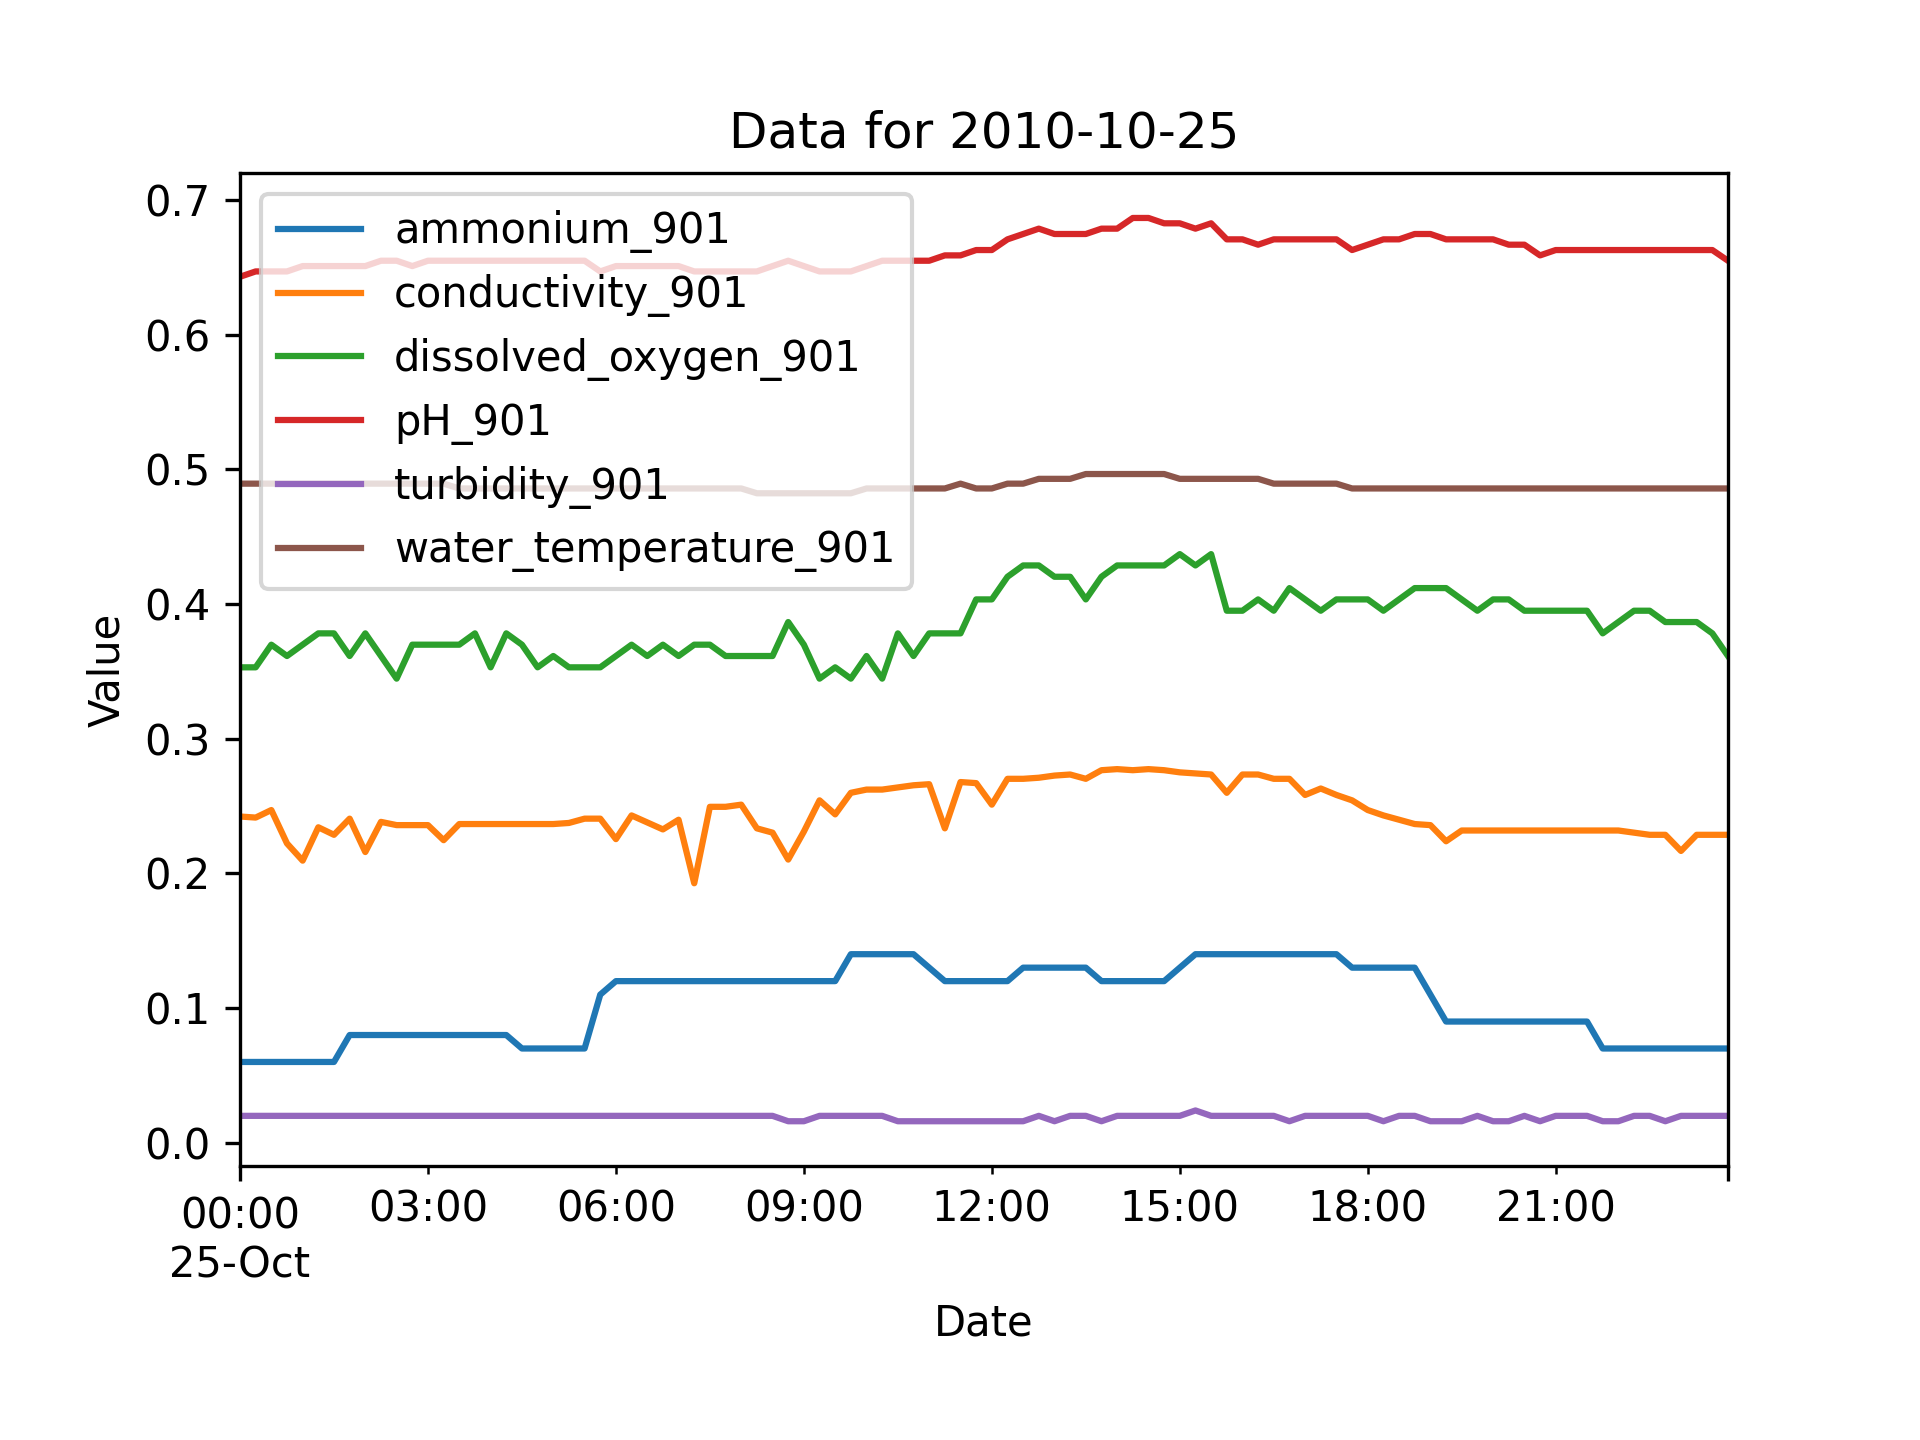 Data for 2010-10-25
0.7
0.6
0.5
0.4
0.3
0.2
0.1
0.0
Value
ammonium_901
conductivity_901
dissolved_oxygen_901
pH_901
turbidity_901
water_temperature_901
00:00 03:00 06:00 09:00 12:00 15:00 18:00 21:00
25-Oct
Date